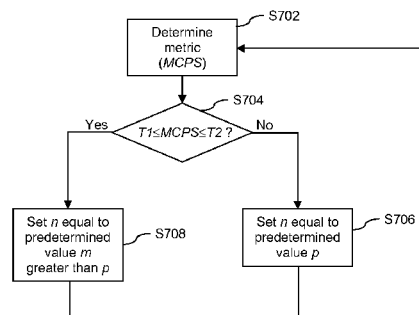 S702
Determine
metric
(MCPS)
S704
Yes
T1≤MCPS≤T2 ?
No
Set n equal to
predetermined
value m
greater than p
S708
Set n equal to
predetermined
value p
S706